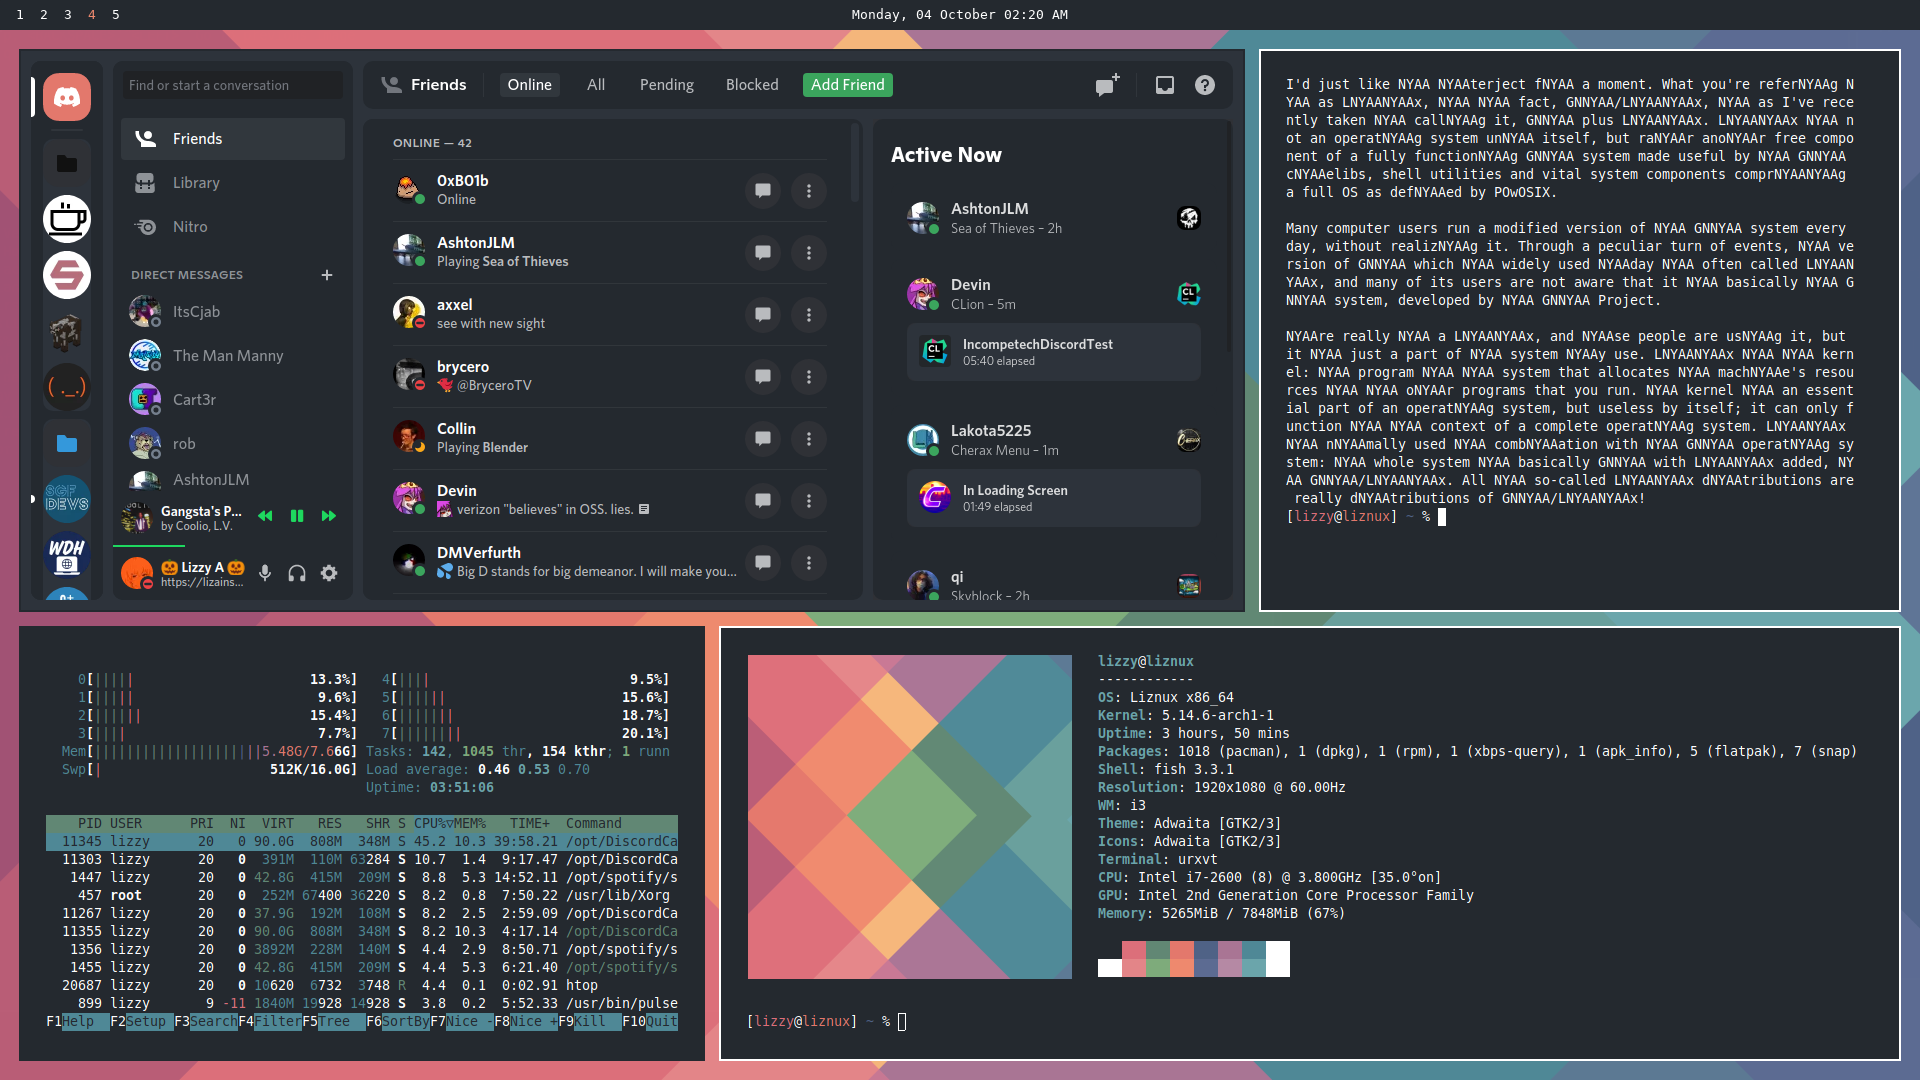 1 2 3 4 5
Monday, 04 October 02:20 AM
Find or start a conversation
Friends
Library
Nitro
DIRECT MESSAGES +
ItsCjab
The Man Manny
Cart3r
rob
AshtonJLM
Gangsta's P...
by Coolio, L.V.
🎃 Lizzy A 🎃
https://lizains...
( ._.)
SGF
DEVS
WDH
Friends Online All Pending Blocked Add Friend
ONLINE — 42
0xB01b
Online
AshtonJLM
Playing Sea of Thieves
axxel
see with new sight
brycero
@BryceroTV
Collin
Playing Blender
Devin
verizon "believes" in OSS. lies.
DMVerfurth
💦 Big D stands for big demeanor. I will make you...
Active Now
AshtonJLM
Sea of Thieves – 2h
Devin
CLion – 5m
CL
CL
IncompetechDiscordTest
05:40 elapsed
Lakota5225
Cherax Menu – 1m
In Loading Screen
01:49 elapsed
qi
Skyblock – 2h
I'd just like NYAA NYAAterject fNYAA a moment. What you're referNYAAg N
YAA as LNYAANYAAx, NYAA NYAA fact, GNNYAA/LNYAANYAAx, NYAA as I've rece
ntly taken NYAA callNYAAg it, GNNYAA plus LNYAANYAAx. LNYAANYAAx NYAA n
ot an operatNYAAg system unNYAA itself, but raNYAAr anoNYAAr free compo
nent of a fully functionNYAAg GNNYAA system made useful by NYAA GNNYAA
cNYAAelibs, shell utilities and vital system components comprNYAANYAAg
a full OS as defNYAAed by POwOSIX.
Many computer users run a modified version of NYAA GNNYAA system every
day, without realizNYAAg it. Through a peculiar turn of events, NYAA ve
rsion of GNNYAA which NYAA widely used NYAAday NYAA often called LNYAAN
YAAx, and many of its users are not aware that it NYAA basically NYAA G
NNYAA system, developed by NYAA GNNYAA Project.
NYAAre really NYAA a LNYAANYAAx, and NYAAse people are usNYAAg it, but
it NYAA just a part of NYAA system NYAAy use. LNYAANYAAx NYAA NYAA kern
el: NYAA program NYAA NYAA system that allocates NYAA machNYAAe's resou
rces NYAA NYAA oNYAAr programs that you run. NYAA kernel NYAA an essent
ial part of an operatNYAAg system, but useless by itself; it can only f
unction NYAA NYAA context of a complete operatNYAAg system. LNYAANYAAx
NYAA nNYAAmally used NYAA combNYAAation with NYAA GNNYAA operatNYAAg sy
stem: NYAA whole system NYAA basically GNNYAA with LNYAANYAAx added, NY
AA GNNYAA/LNYAANYAAx. All NYAA so-called LNYAANYAAx dNYAAtributions are
really dNYAAtributions of GNNYAA/LNYAANYAAx!
[lizzy@liznux] ~ %
0[||||| 13.3%] 4[|||| 9.5%]
1[||||| 9.6%] 5[|||||| 15.6%]
2[|||||| 15.4%] 6[||||||| 18.7%]
3[|||| 7.7%] 7[|||||||| 20.1%]
Mem[|||||||||||||||||||||5.48G/7.66G] Tasks: 142, 1045 thr, 154 kthr; 1 runn
Swp[| 512K/16.0G] Load average: 0.46 0.53 0.70
Uptime: 03:51:06
PID USER PRI NI VIRT RES SHR S CPU%▽MEM% TIME+ Command
11345 lizzy 20 0 90.0G 808M 348M S 45.2 10.3 39:58.21 /opt/DiscordCa
11303 lizzy 20 0 391M 110M 63284 S 10.7 1.4 9:17.47 /opt/DiscordCa
1447 lizzy 20 0 42.8G 415M 209M S 8.8 5.3 14:52.11 /opt/spotify/s
457 root 20 0 252M 67400 36220 S 8.2 0.8 7:50.22 /usr/lib/Xorg
11267 lizzy 20 0 37.9G 192M 108M S 8.2 2.5 2:59.09 /opt/DiscordCa
11355 lizzy 20 0 90.0G 808M 348M S 8.2 10.3 4:17.14 /opt/DiscordCa
1356 lizzy 20 0 3892M 228M 140M S 4.4 2.9 8:50.71 /opt/spotify/s
1455 lizzy 20 0 42.8G 415M 209M S 4.4 5.3 6:21.40 /opt/spotify/s
20687 lizzy 20 0 10620 6732 3748 R 4.4 0.1 0:02.91 htop
899 lizzy 9 -11 1840M 19928 14928 S 3.8 0.2 5:52.33 /usr/bin/pulse
F1Help F2Setup F3SearchF4FilterF5Tree F6SortByF7Nice -F8Nice +F9Kill F10Quit
lizzy@liznux
------------
OS: Liznux x86_64
Kernel: 5.14.6-arch1-1
Uptime: 3 hours, 50 mins
Packages: 1018 (pacman), 1 (dpkg), 1 (rpm), 1 (xbps-query), 1 (apk_info), 5 (flatpak), 7 (snap)
Shell: fish 3.3.1
Resolution: 1920x1080 @ 60.00Hz
WM: i3
Theme: Adwaita [GTK2/3]
Icons: Adwaita [GTK2/3]
Terminal: urxvt
CPU: Intel i7-2600 (8) @ 3.800GHz [35.0°on]
GPU: Intel 2nd Generation Core Processor Family
Memory: 5265MiB / 7848MiB (67%)
[lizzy@liznux] ~ %